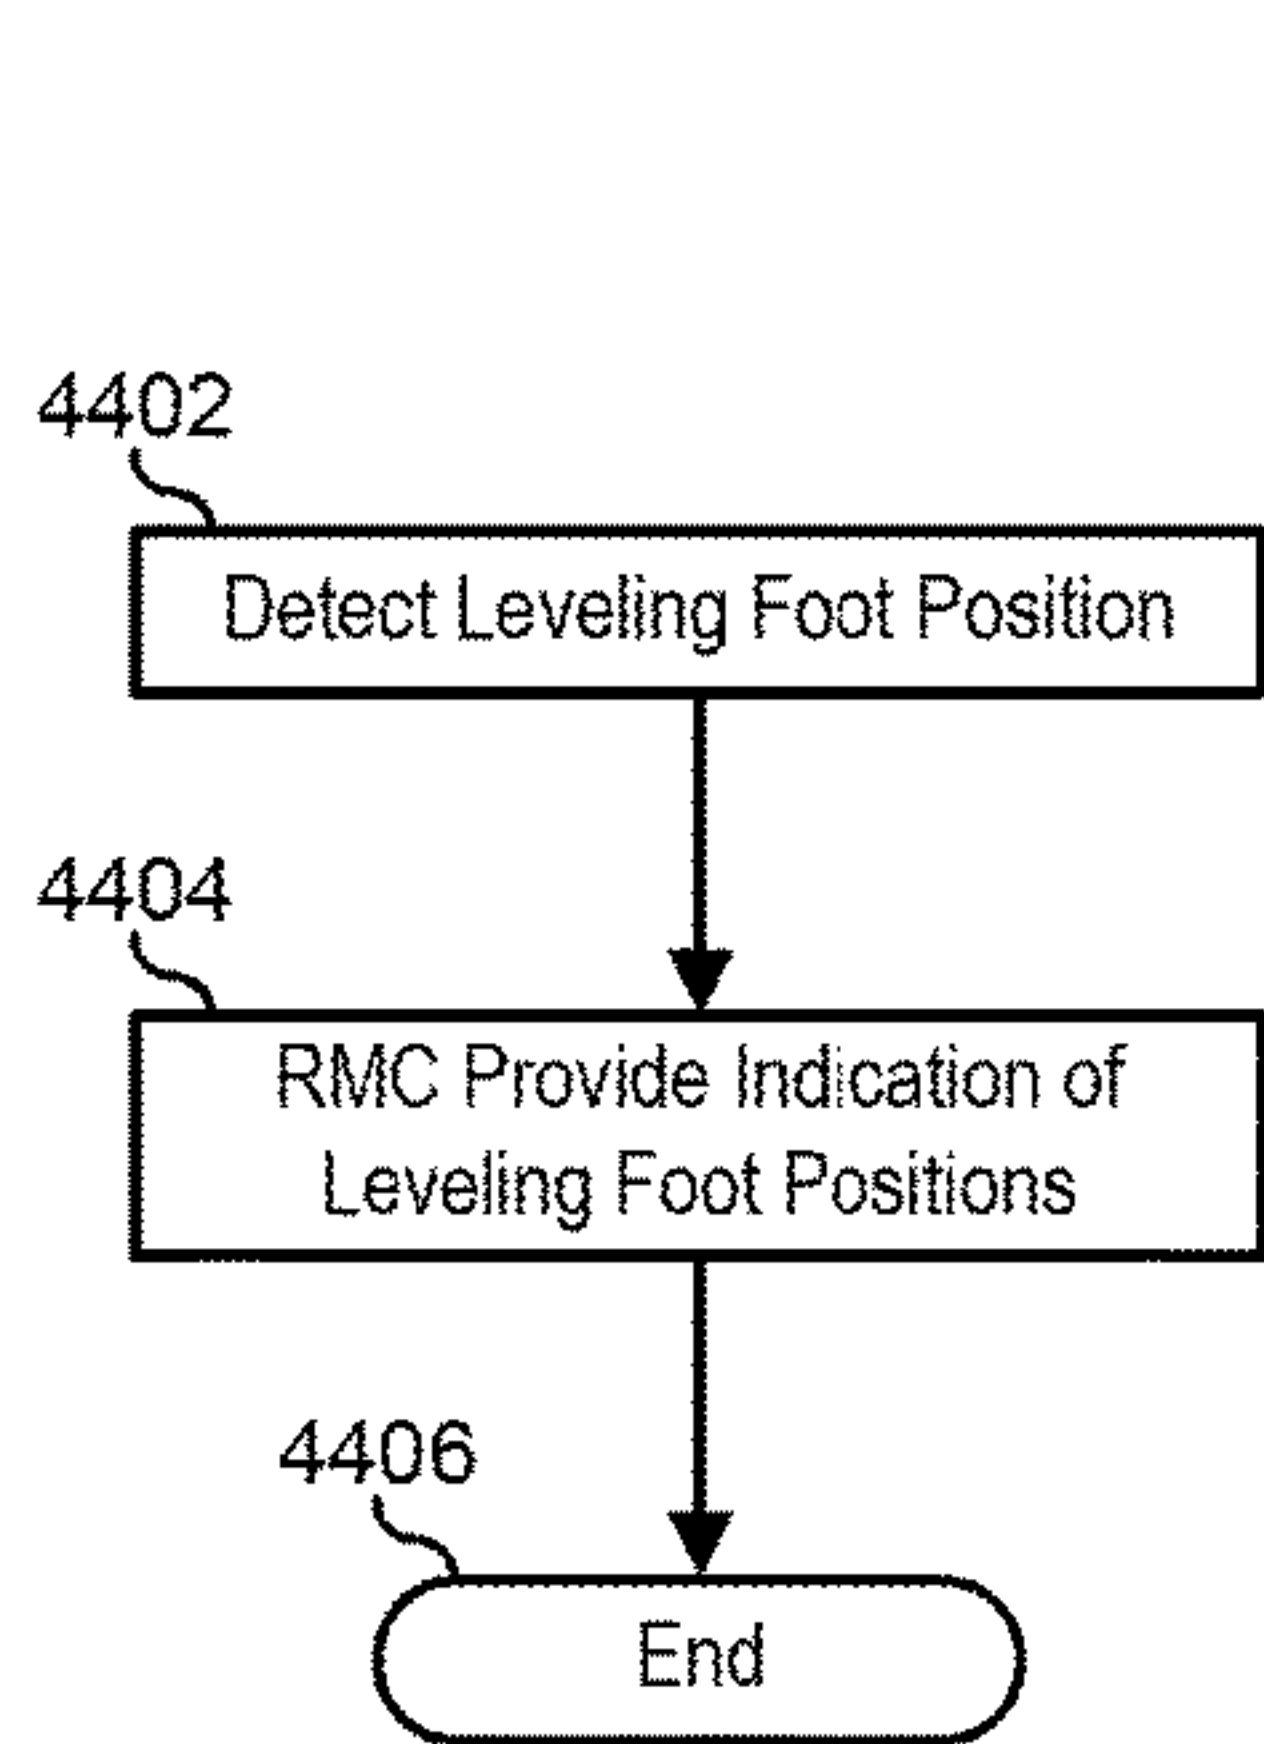 4402
Detect Leveling Foot Position
4404
RMC Provide Indication of
Leveling Foot Positions
4406
End